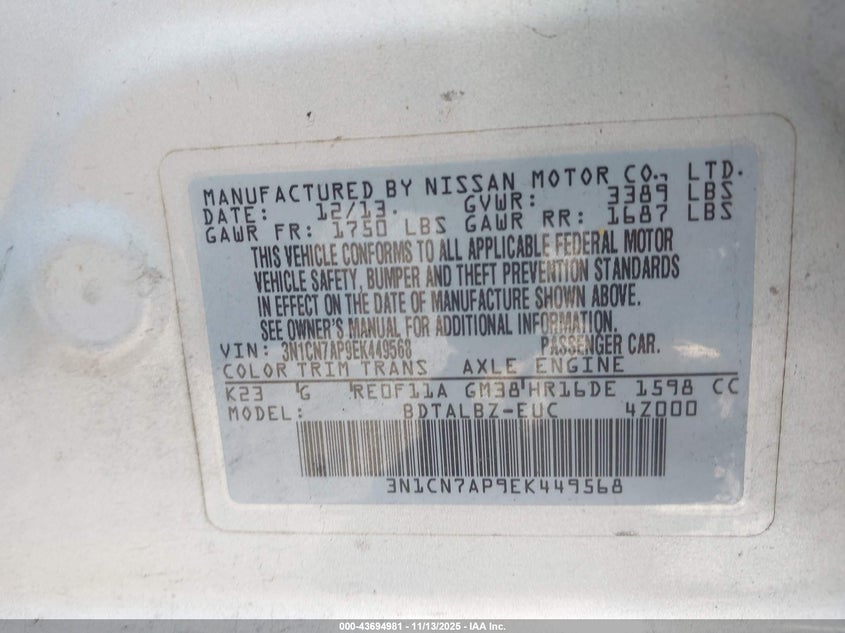 MANUFACTURED BY NISSAN MOTOR CO., LTD.
DATE: 12/13. GVWR: 3389 LBS
GAWR FR: 1750 LBS GAWR RR: 1687 LBS
THIS VEHICLE CONFORMS TO ALL APPLICABLE FEDERAL MOTOR
VEHICLE SAFETY, BUMPER AND THEFT PREVENTION STANDARDS
IN EFFECT ON THE DATE OF MANUFACTURE SHOWN ABOVE.
SEE OWNER'S MANUAL FOR ADDITIONAL INFORMATION.
VIN: 3N1CN7AP9EK449568 PASSENGER CAR.
COLOR TRIM TRANS AXLE ENGINE
K23 G RE0F11A GM38 HR16DE 1598 CC
MODEL: BDTALBZ-EUC 4Z000
3N1CN7AP9EK449568
000-43694981 - 11/13/2025 - IAA Inc.